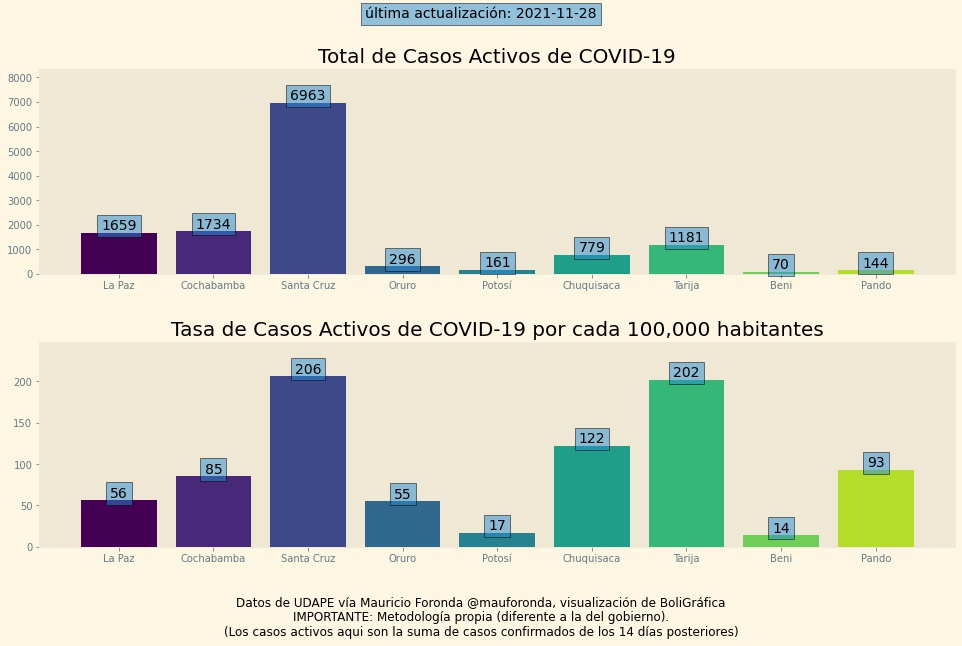 última actualización: 2021-11-28
Total de Casos Activos de COVID-19
8000
7000
6000
5000
4000
3000
2000
1000
0
1659
1734
6963
296
161
779
1181
70
144
La Paz
Cochabamba
Santa Cruz
Oruro
Potosí
Chuquisaca
Tarija
Beni
Pando
Tasa de Casos Activos de COVID-19 por cada 100,000 habitantes
200
150
100
50
0
56
85
206
55
17
122
202
14
93
La Paz
Cochabamba
Santa Cruz
Oruro
Potosí
Chuquisaca
Tarija
Beni
Pando
Datos de UDAPE vía Mauricio Foronda @mauforonda, visualización de BoliGráfica
IMPORTANTE: Metodología propia (diferente a la del gobierno).
(Los casos activos aqui son la suma de casos confirmados de los 14 días posteriores)